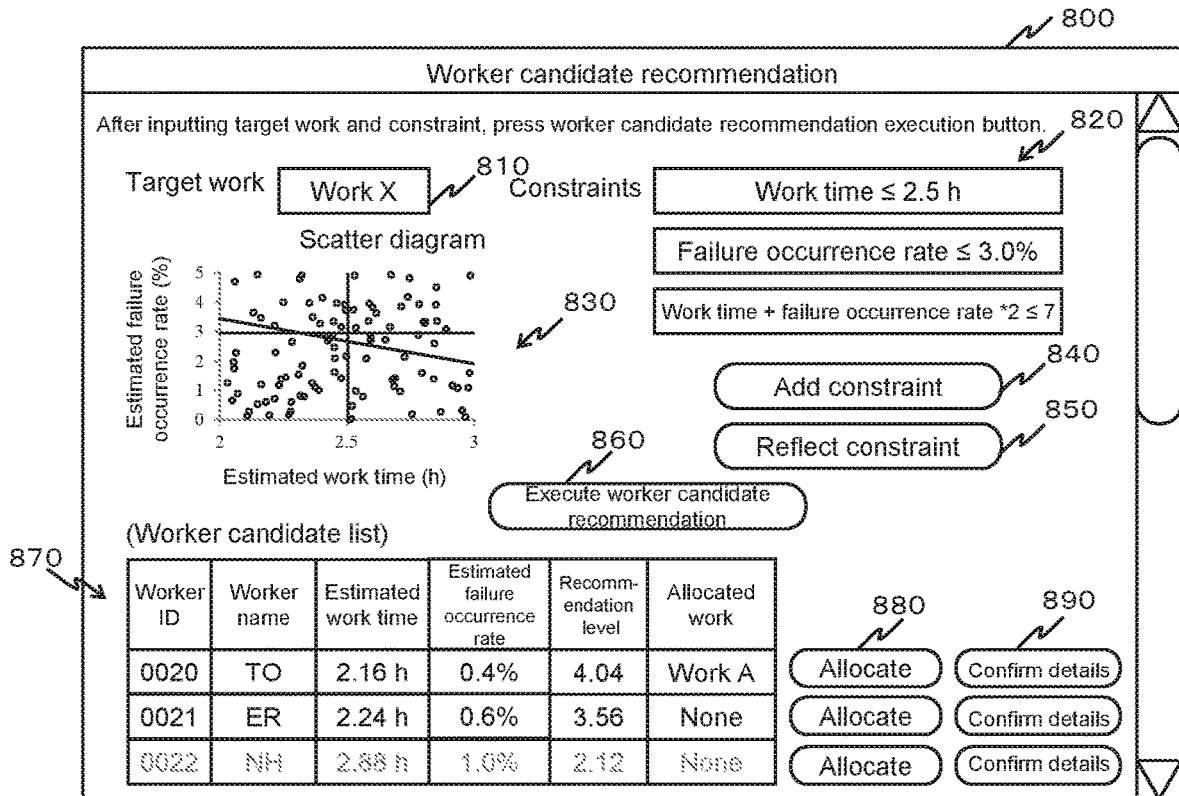 800
Worker candidate recommendation
After inputting target work and constraint, press worker candidate recommendation execution button.
820
Target work
Work X
810
Constraints
Work time ≤ 2.5 h
Failure occurrence rate ≤ 3.0%
Work time + failure occurrence rate *2 ≤ 7
Scatter diagram
Estimated failure
occurrence rate (%)
5
4
3
2
1
0
2
2.5
3
Estimated work time (h)
830
840
Add constraint
850
Reflect constraint
860
Execute worker candidate
recommendation
(Worker candidate list)
870
Worker
ID
Worker
name
Estimated
work time
Estimated
failure
occurrence
rate
Recomm-
endation
level
Allocated
work
880
890
0020 TO 2.16 h 0.4% 4.04 Work A Allocate Confirm details
0021 ER 2.24 h 0.6% 3.56 None Allocate Confirm details
0022 NH 2.88 h 1.0% 2.12 None Allocate Confirm details